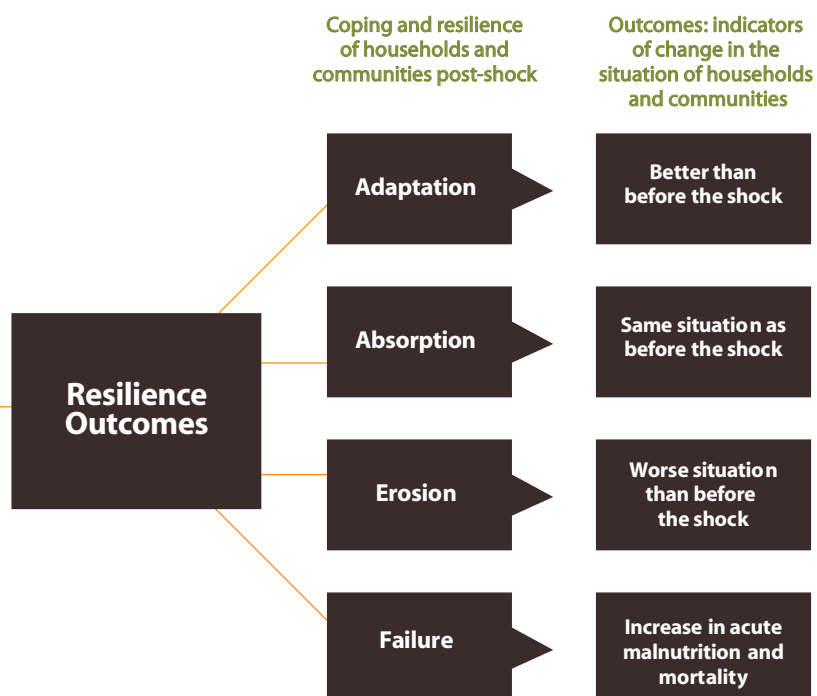 Coping and resilience
of households and
communities post-shock
Outcomes: indicators
of change in the
situation of households
and communities
Resilience
Outcomes
Adaptation
Better than
before the shock
Absorption
Same situation as
before the shock
Erosion
Worse situation
than before
the shock
Failure
Increase in acute
malnutrition and
mortality